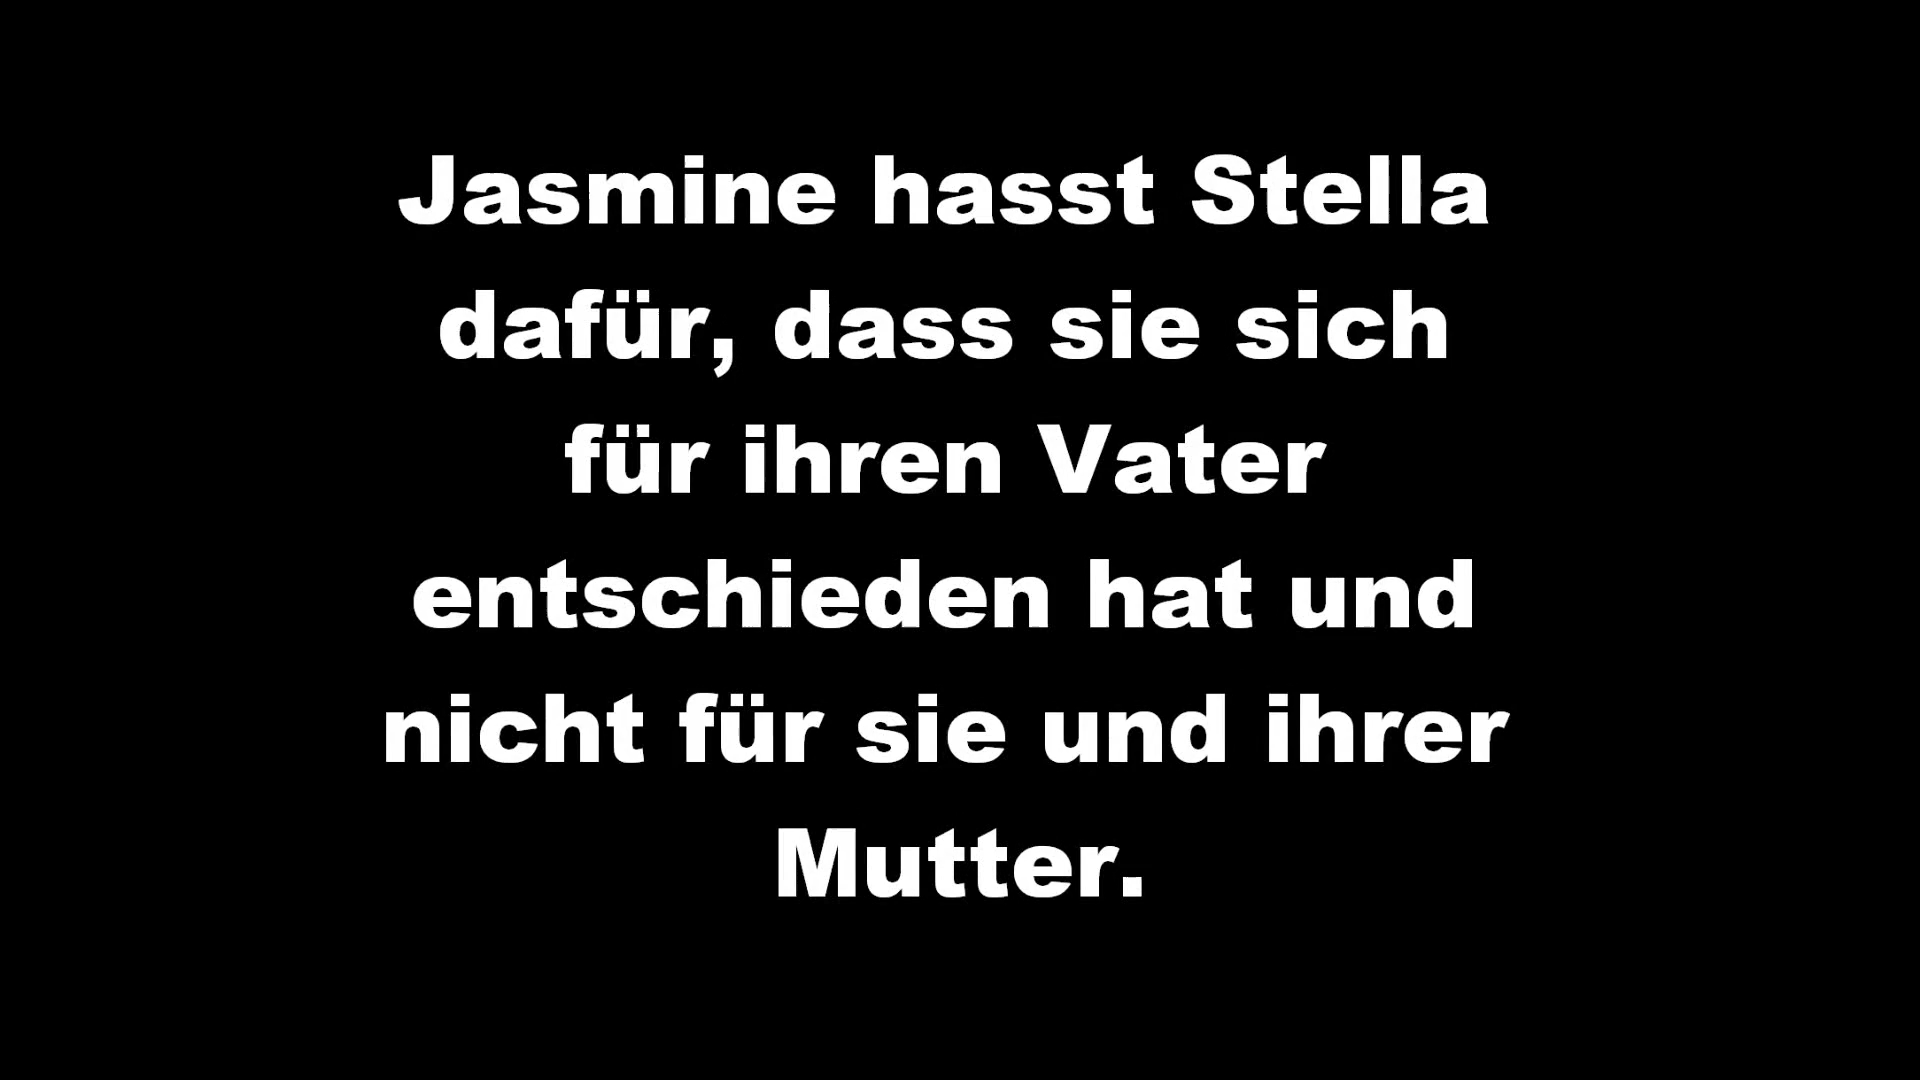 Jasmine hasst Stella
dafür, dass sie sich
für ihren Vater
entschieden hat und
nicht für sie und ihrer
Mutter.